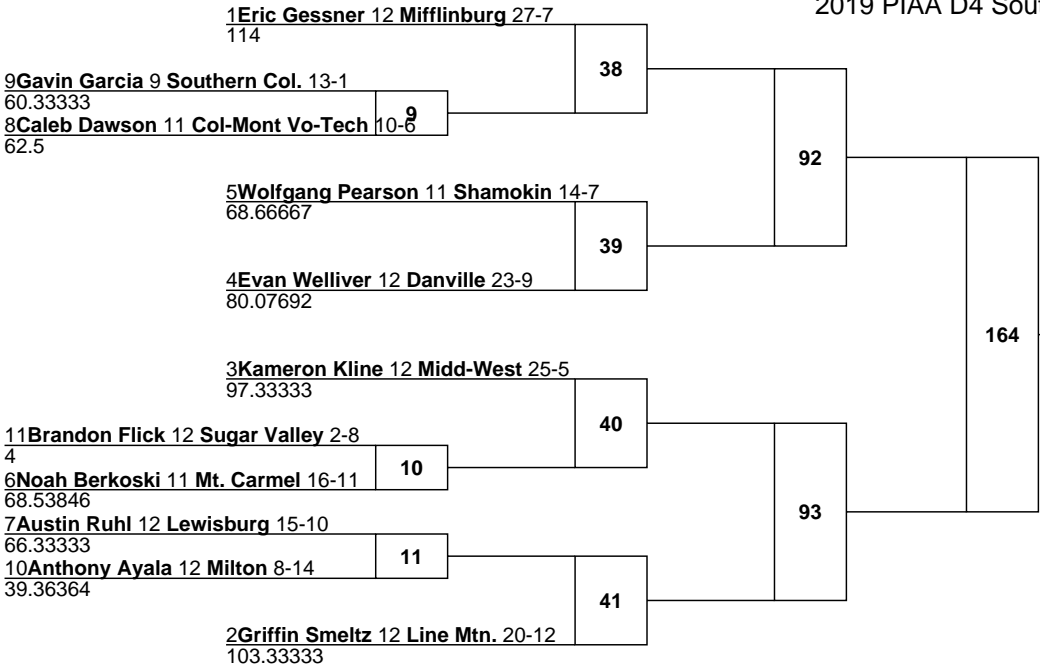 2019 PIAA D4 Sout
1Eric Gessner 12 Mifflinburg 27-7
114
38
9Gavin Garcia 9 Southern Col. 13-1
60.33333
9
8Caleb Dawson 11 Col-Mont Vo-Tech 10-6
62.5
92
5Wolfgang Pearson 11 Shamokin 14-7
68.66667
39
4Evan Welliver 12 Danville 23-9
80.07692
164
3Kameron Kline 12 Midd-West 25-5
97.33333
40
11Brandon Flick 12 Sugar Valley 2-8
4
10
6Noah Berkoski 11 Mt. Carmel 16-11
68.53846
93
7Austin Ruhl 12 Lewisburg 15-10
66.33333
11
10Anthony Ayala 12 Milton 8-14
39.36364
41
2Griffin Smeltz 12 Line Mtn. 20-12
103.33333